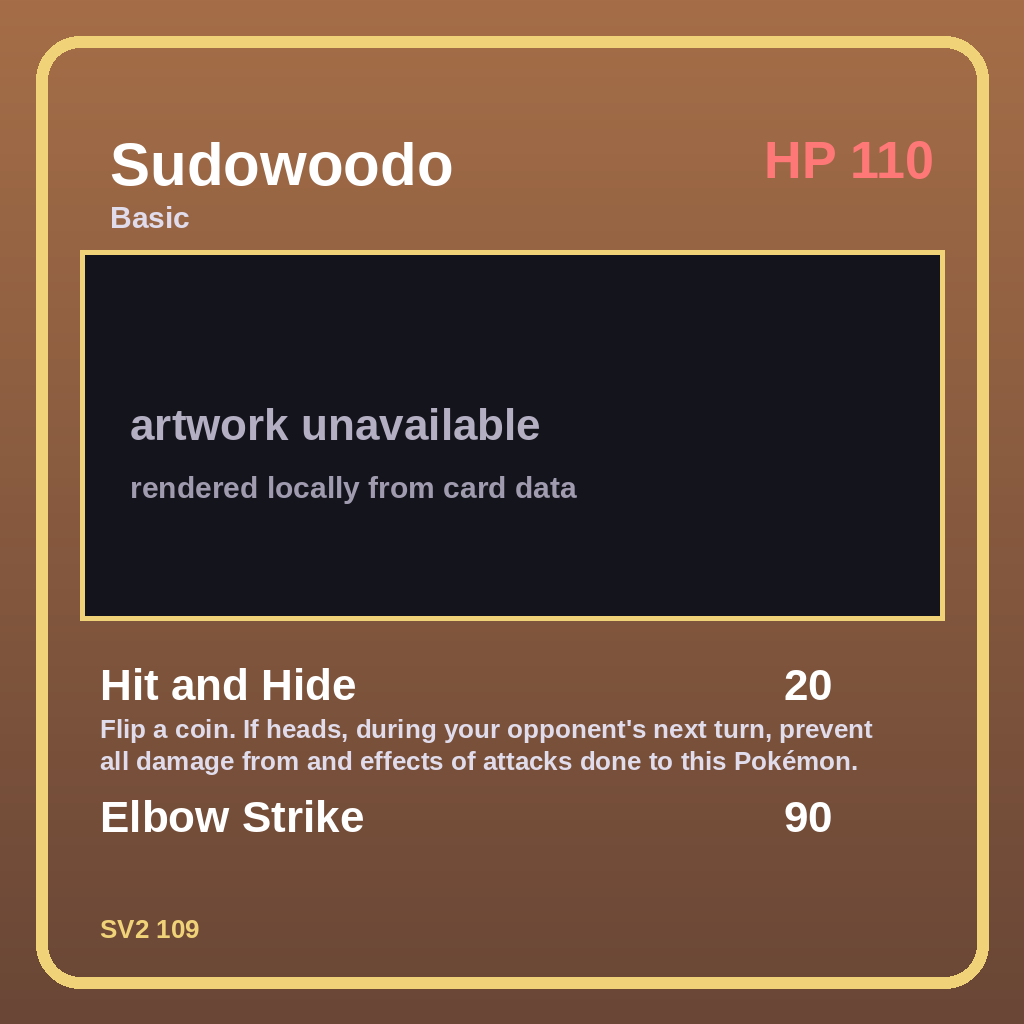 Sudowoodo
HP 110
Basic
artwork unavailable
rendered locally from card data
Hit and Hide 20
Flip a coin. If heads, during your opponent's next turn, prevent
all damage from and effects of attacks done to this Pokémon.
Elbow Strike 90
SV2 109